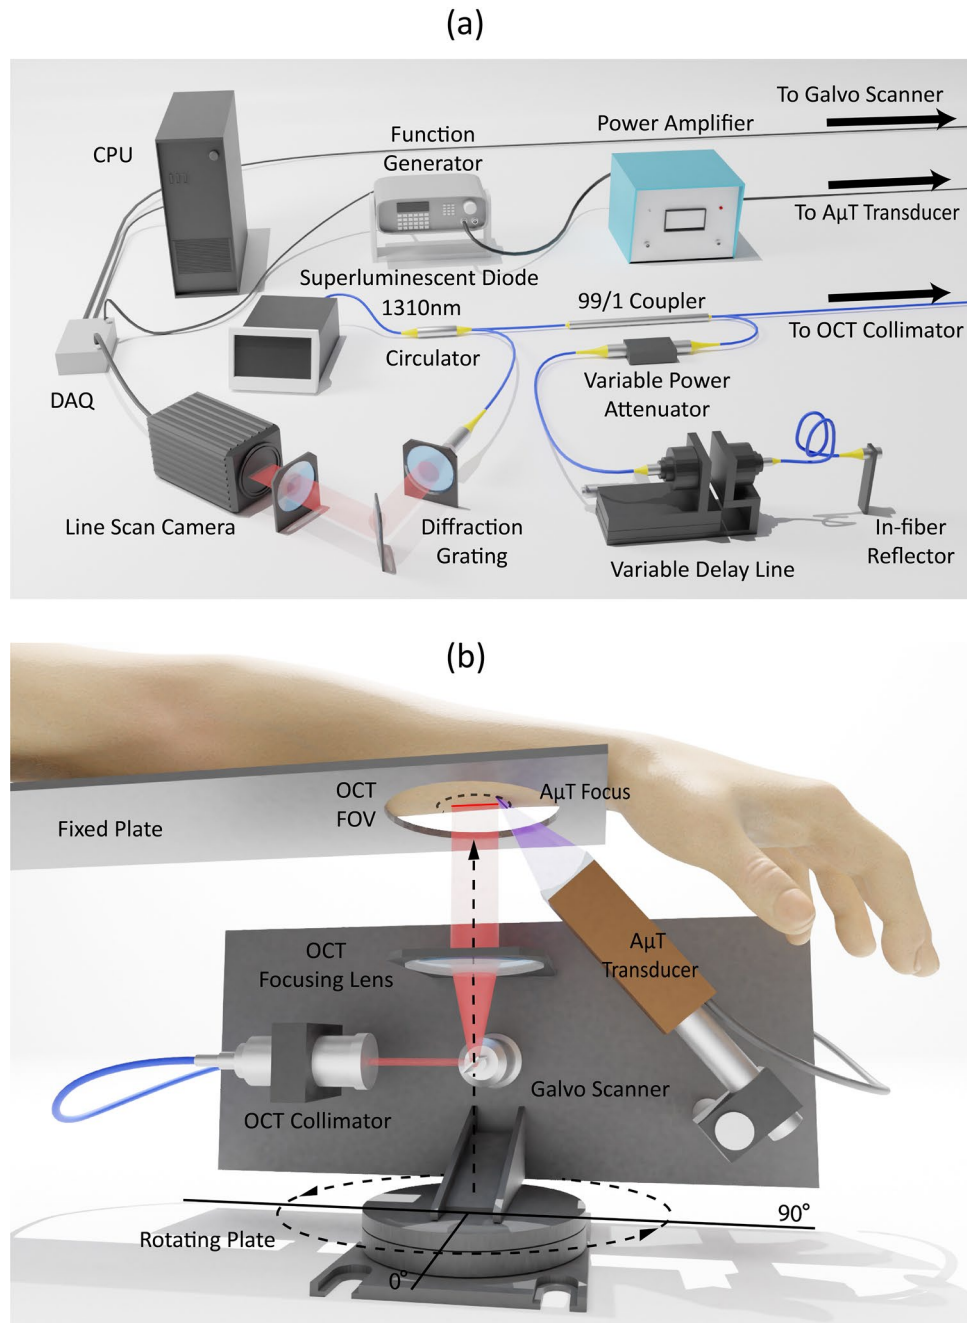 (a)
To Galvo Scanner
CPU
Function
Generator
Power Amplifier
To AµT Transducer
Superluminescent Diode
1310nm
99/1 Coupler
To OCT Collimator
Circulator
DAQ
Variable Power
Attenuator
Line Scan Camera
Diffraction
Grating
In-fiber
Reflector
Variable Delay Line
(b)
OCT
FOV
AµT Focus
Fixed Plate
OCT
Focusing Lens
AµT
Transducer
Galvo Scanner
OCT Collimator
90°
Rotating Plate
0°